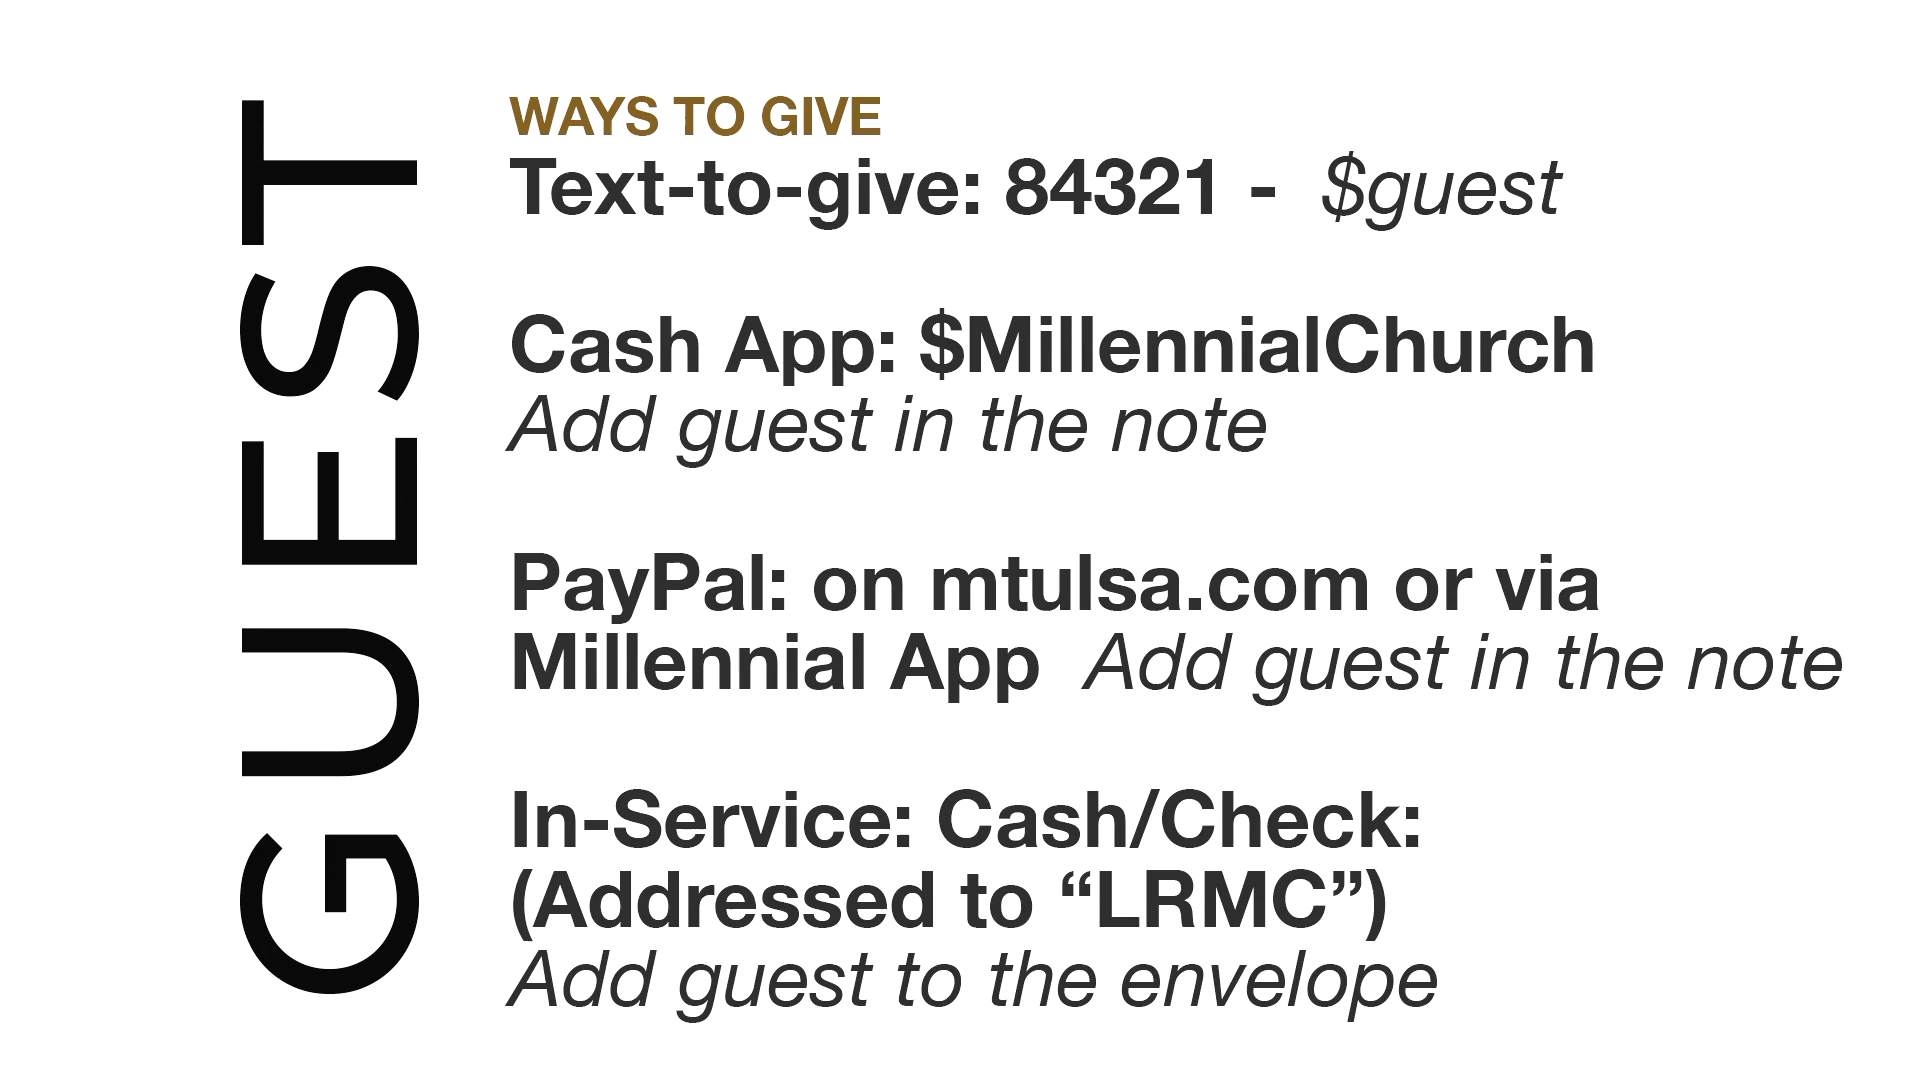 GUEST
WAYS TO GIVE
Text-to-give: 84321 - $guest
Cash App: $MillennialChurch
Add guest in the note
PayPal: on mtulsa.com or via
Millennial App Add guest in the note
In-Service: Cash/Check:
(Addressed to “LRMC”)
Add guest to the envelope